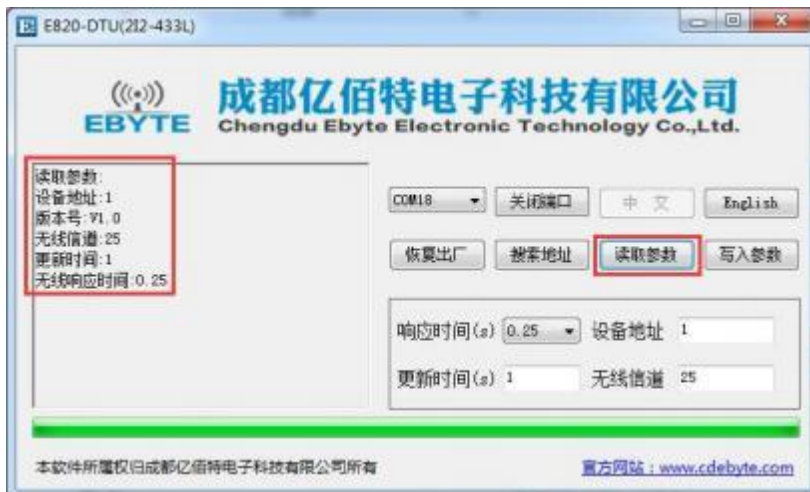 E820-DTU(2I2-433L)
EBYTE
成都亿佰特电子科技有限公司
Chengdu Ebyte Electronic Technology Co.,Ltd.
读取参数:
设备地址:1
版本号:V1.0
无线信道:25
更新时间:1
无线响应时间:0.25
COM18 关闭端口 中 文 English
恢复出厂 搜索地址 读取参数 写入参数
响应时间(s) 0.25 设备地址 1
更新时间(s) 1 无线信道 25
本软件所属权归成都亿佰特电子科技有限公司所有 官方网站：www.cdebyte.com